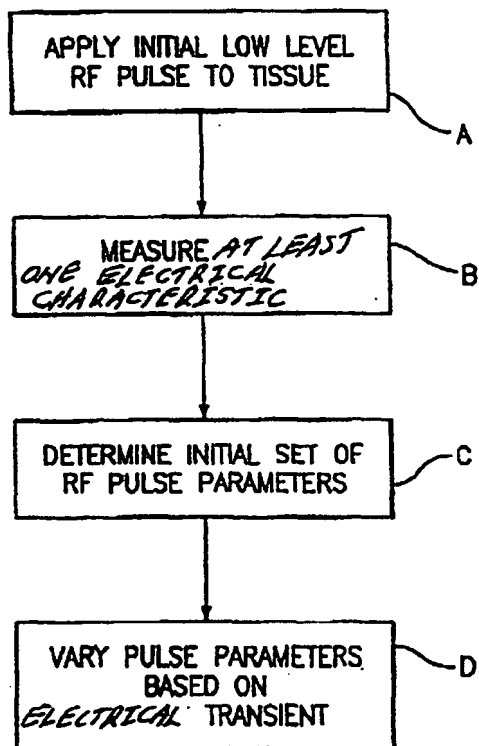 APPLY INITIAL LOW LEVEL
RF PULSE TO TISSUE
A
MEASURE AT LEAST
ONE ELECTRICAL
CHARACTERISTIC
B
DETERMINE INITIAL SET OF
RF PULSE PARAMETERS
C
VARY PULSE PARAMETERS
BASED ON
ELECTRICAL TRANSIENT
D